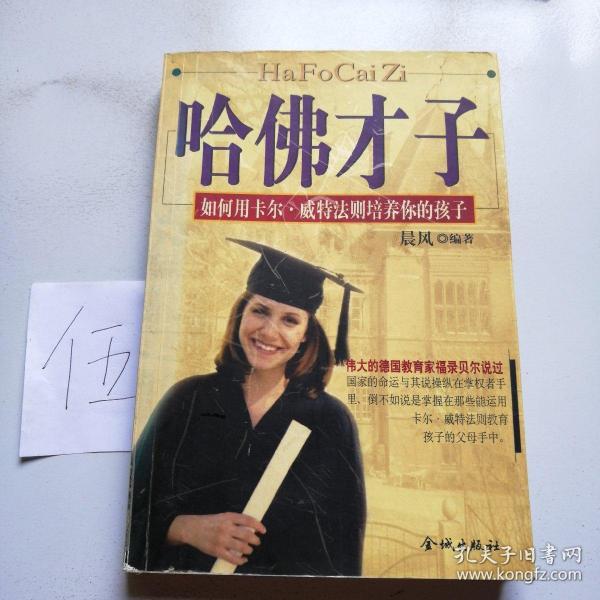 HaFoCaiZi
哈佛才子
如何用卡尔·威特法则培养你的孩子
晨风◎编著
伍
伟大的德国教育家福录贝尔说过
国家的命运与其说操纵在掌权者手
里，倒不如说是掌握在那些能运用
卡尔·威特法则教育
孩子的父母手中。
金城出版社
孔夫子旧书网
www.kongfz.com